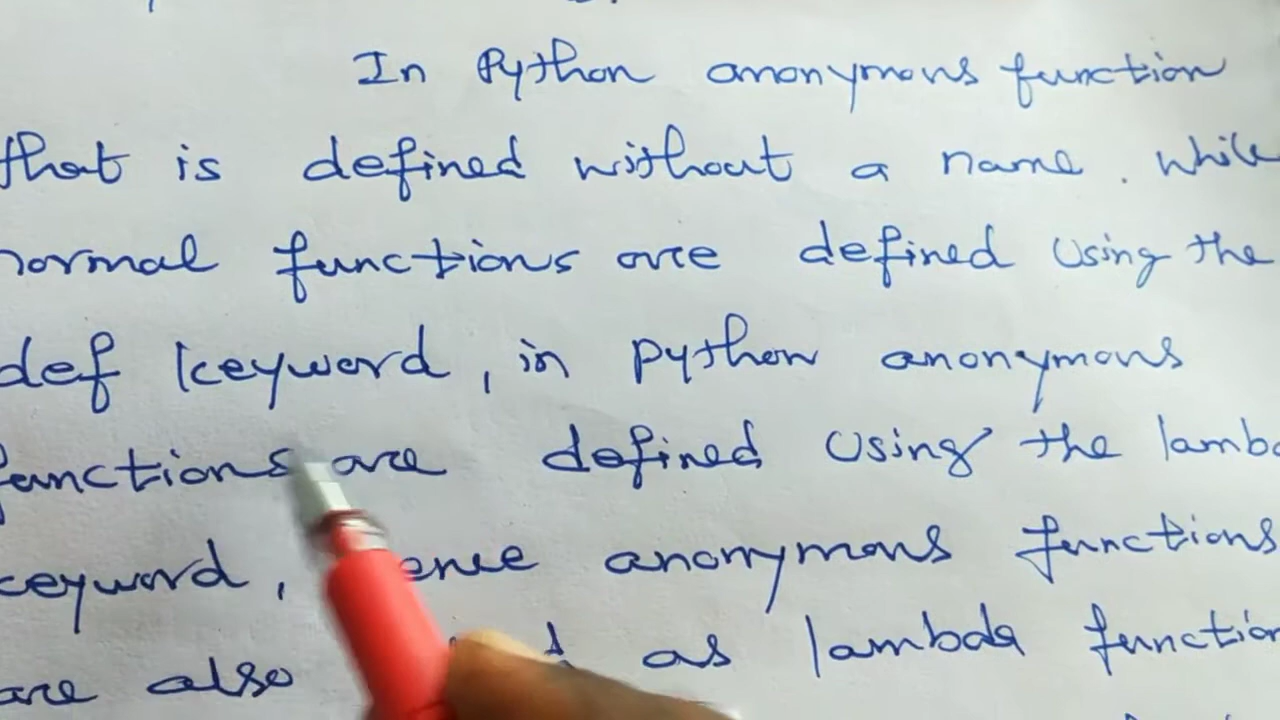 In Python anonymous function
that is defined without a name. While
normal functions are defined using the
def keyword, in python anonymous
functions are defined using the
keyword, anonymous functions
are also as lambda function